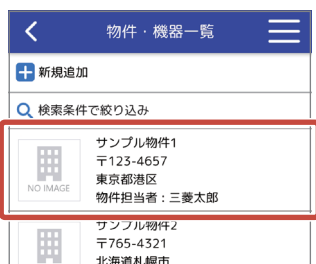 物件・機器一覧
新規追加
検索条件で絞り込み
サンプル物件1
〒123-4657
東京都港区
NO IMAGE
物件担当者：三菱太郎
サンプル物件2
〒765-4321
北海道札幌市